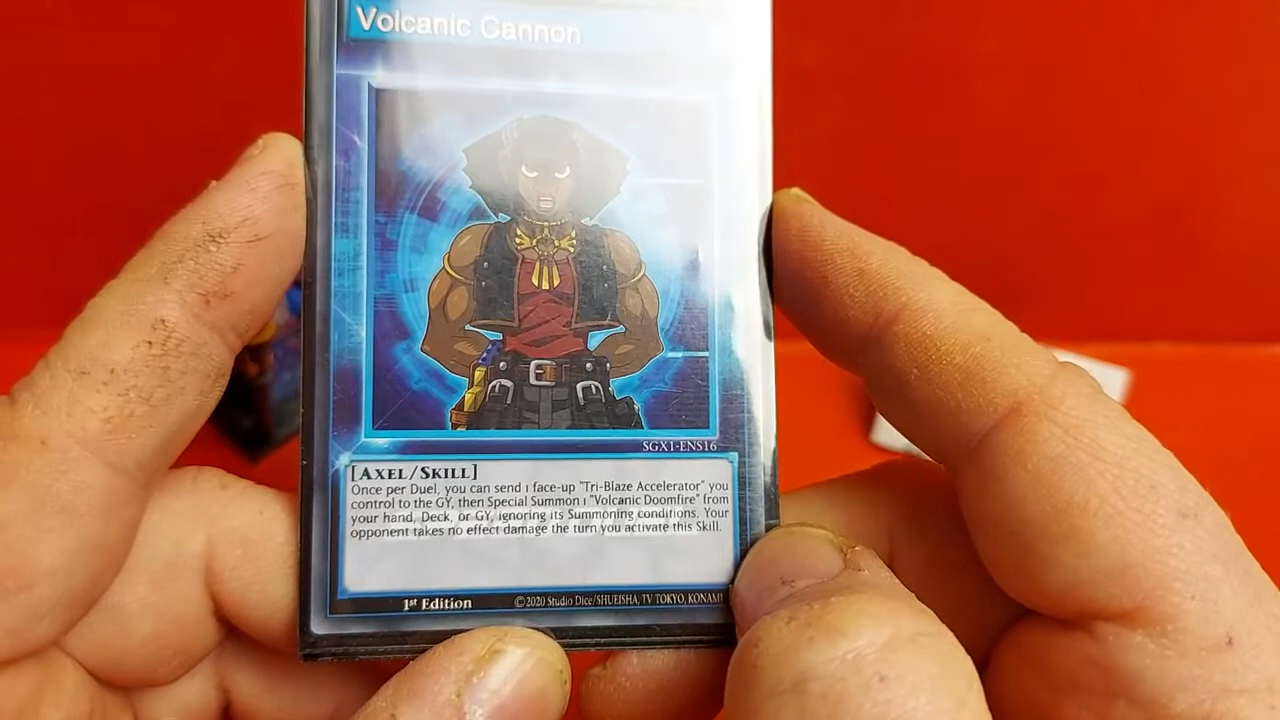 Volcanic Cannon
SGX1-ENS16
[AXEL/SKILL]
Once per Duel, you can send 1 face-up "Tri-Blaze Accelerator" you
control to the GY, then Special Summon 1 "Volcanic Doomfire" from
your hand, Deck, or GY, ignoring its Summoning conditions. Your
opponent takes no effect damage the turn you activate this Skill.
1st Edition
©2020 Studio Dice/SHUEISHA, TV TOKYO, KONAMI